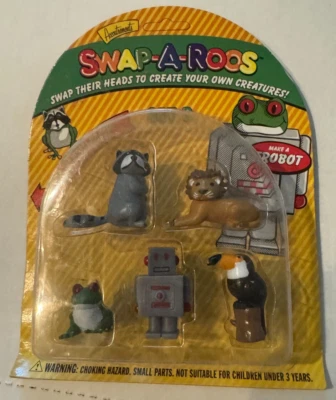 Accoutrements
SWAP-A-ROOS
SWAP THEIR HEADS TO CREATE YOUR OWN CREATURES!
MAKE A
ROBOT
WARNING: CHOKING HAZARD. SMALL PARTS. NOT SUITABLE FOR CHILDREN UNDER 3 YEARS.